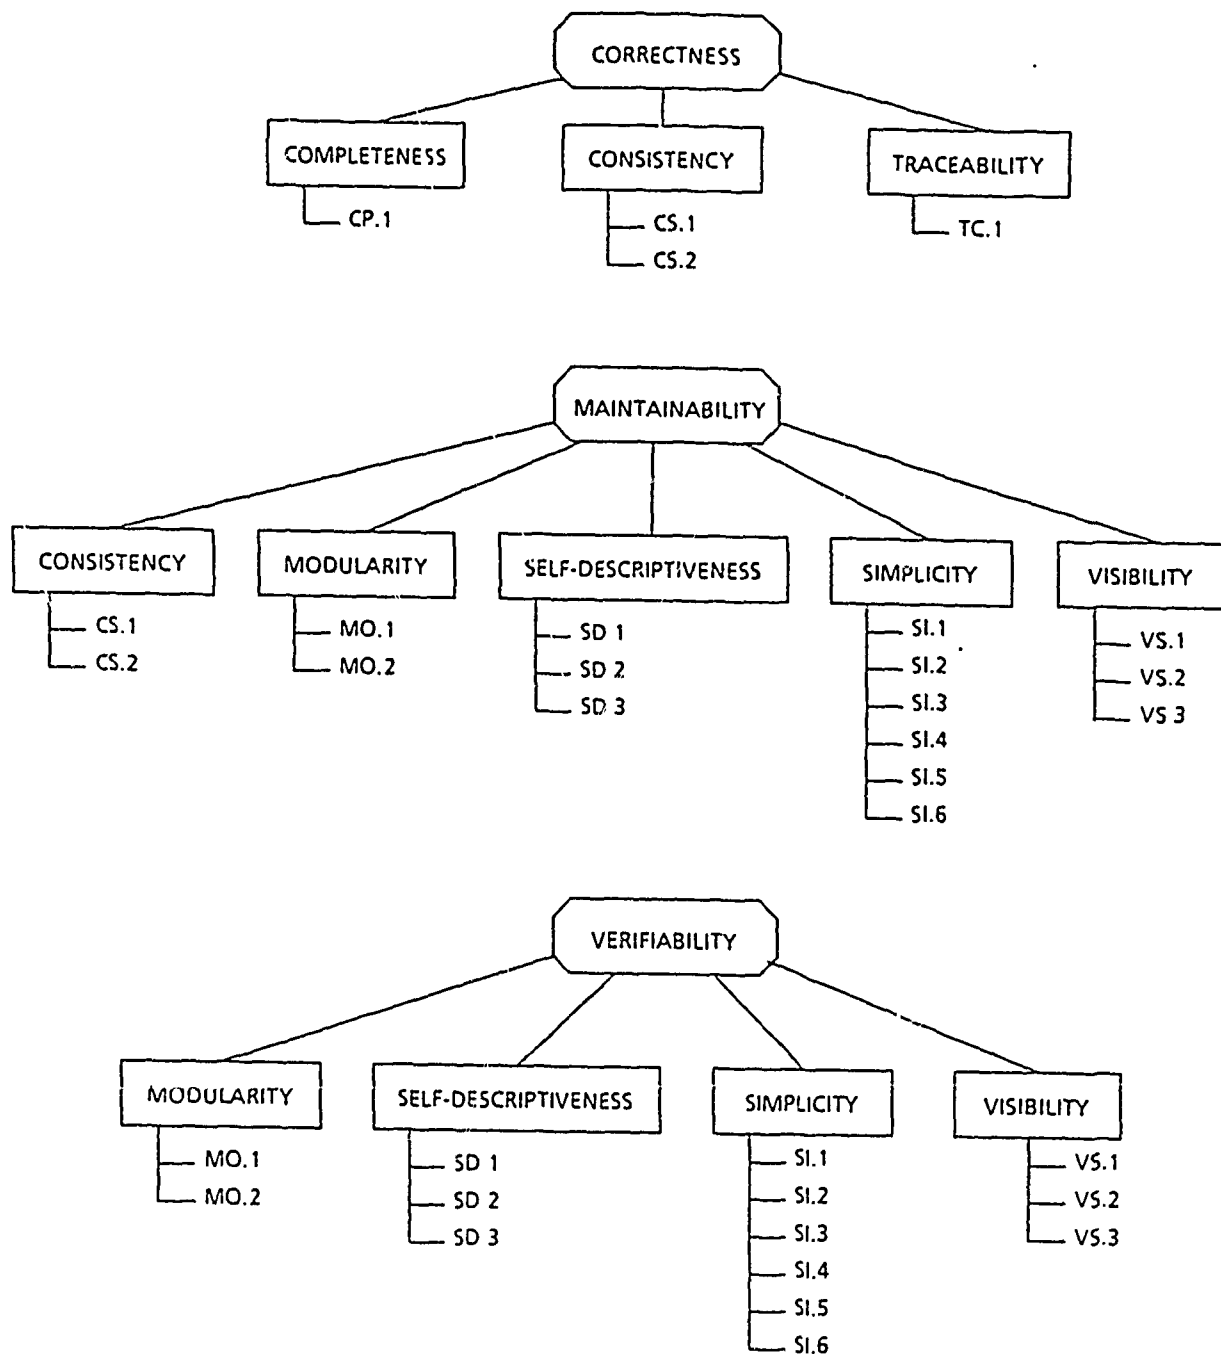 CORRECTNESS
COMPLETENESS
CONSISTENCY
TRACEABILITY
CP.1
CS.1
CS.2
TC.1
MAINTAINABILITY
CONSISTENCY
MODULARITY
SELF-DESCRIPTIVENESS
SIMPLICITY
VISIBILITY
CS.1
CS.2
MO.1
MO.2
SD 1
SD 2
SD 3
SI.1
SI.2
SI.3
SI.4
SI.5
SI.6
VS.1
VS.2
VS 3
VERIFIABILITY
MODULARITY
SELF-DESCRIPTIVENESS
SIMPLICITY
VISIBILITY
MO.1
MO.2
SD 1
SD 2
SD 3
SI.1
SI.2
SI.3
SI.4
SI.5
SI.6
VS.1
VS.2
VS.3